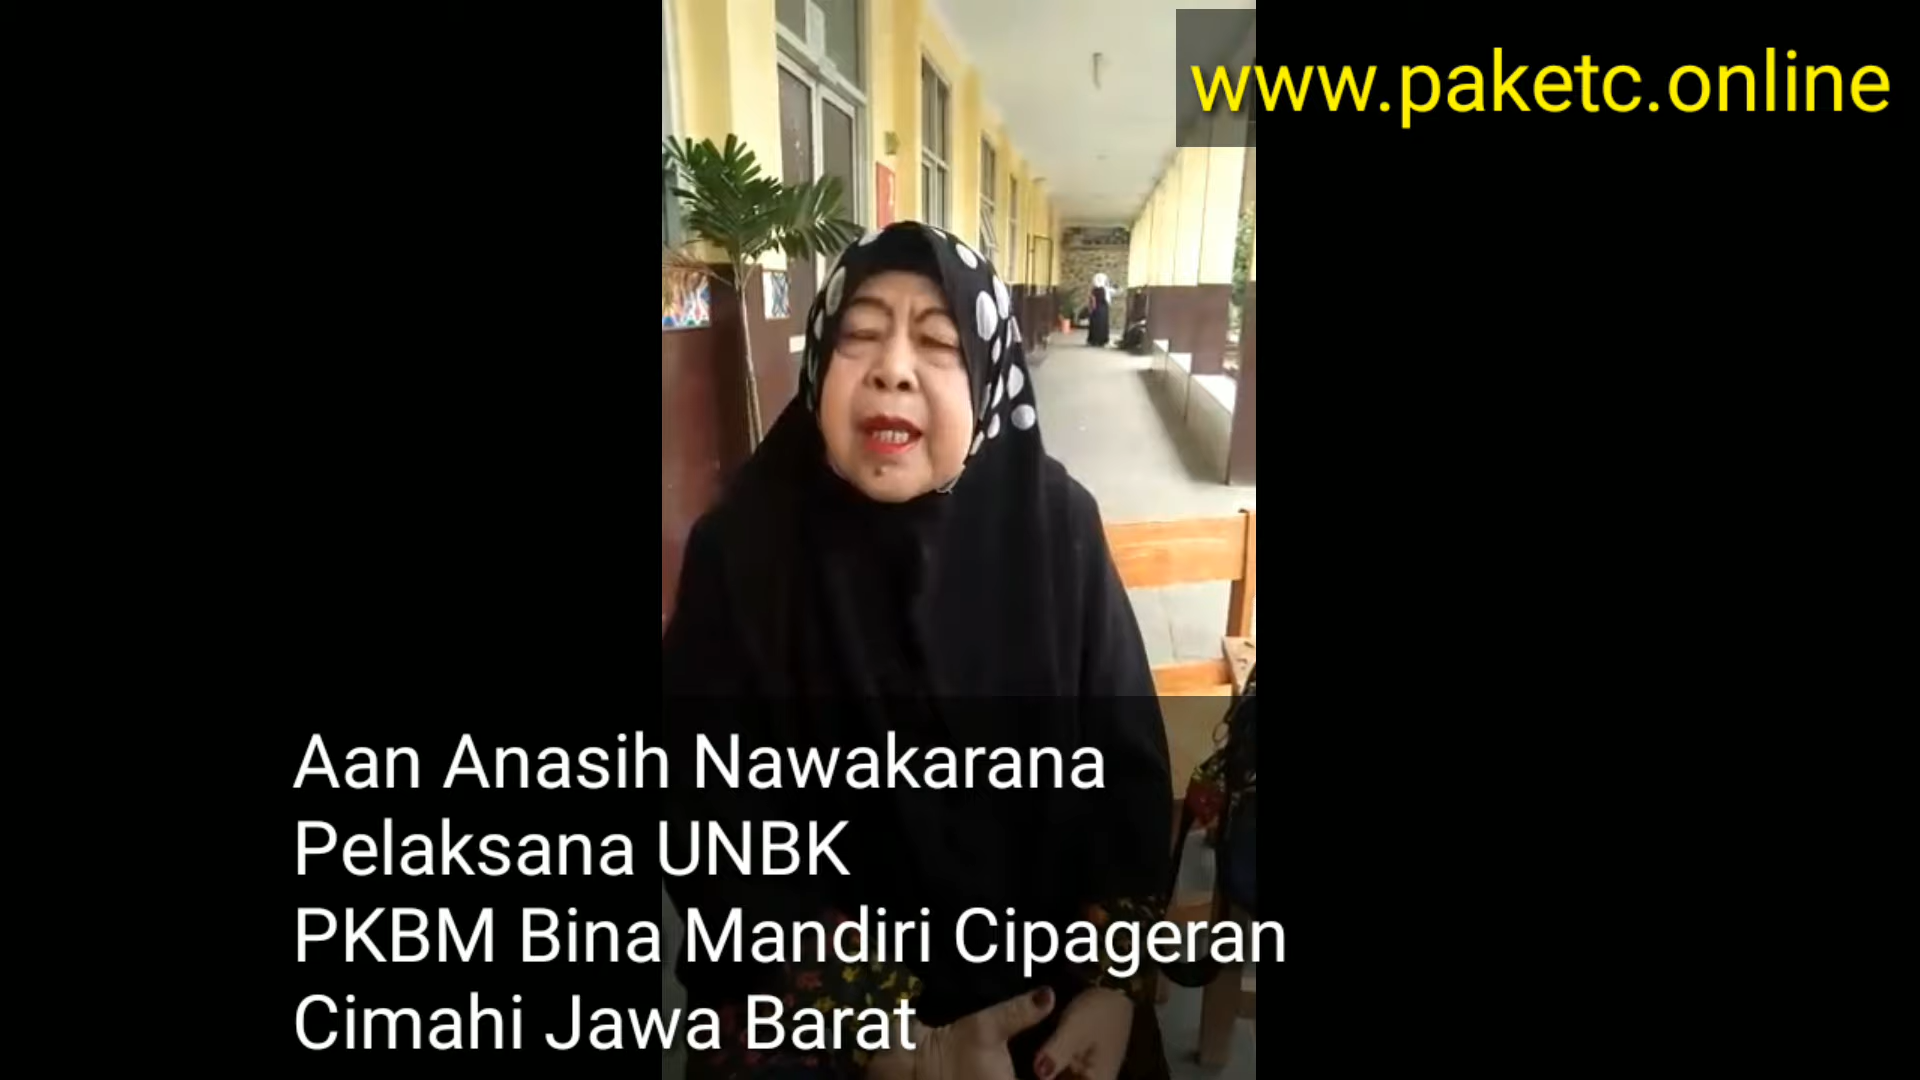 www.paketc.online
Aan Anasih Nawakarana
Pelaksana UNBK
PKBM Bina Mandiri Cipageran
Cimahi Jawa Barat